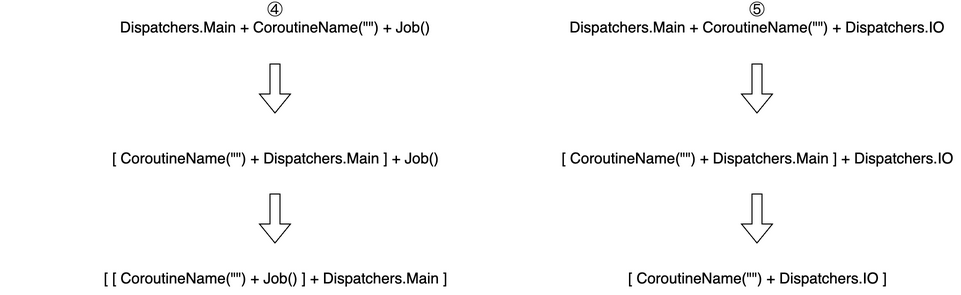 ④
Dispatchers.Main + CoroutineName("") + Job()
[ CoroutineName("") + Dispatchers.Main ] + Job()
[ [ CoroutineName("") + Job() ] + Dispatchers.Main ]
⑤
Dispatchers.Main + CoroutineName("") + Dispatchers.IO
[ CoroutineName("") + Dispatchers.Main ] + Dispatchers.IO
[ CoroutineName("") + Dispatchers.IO ]